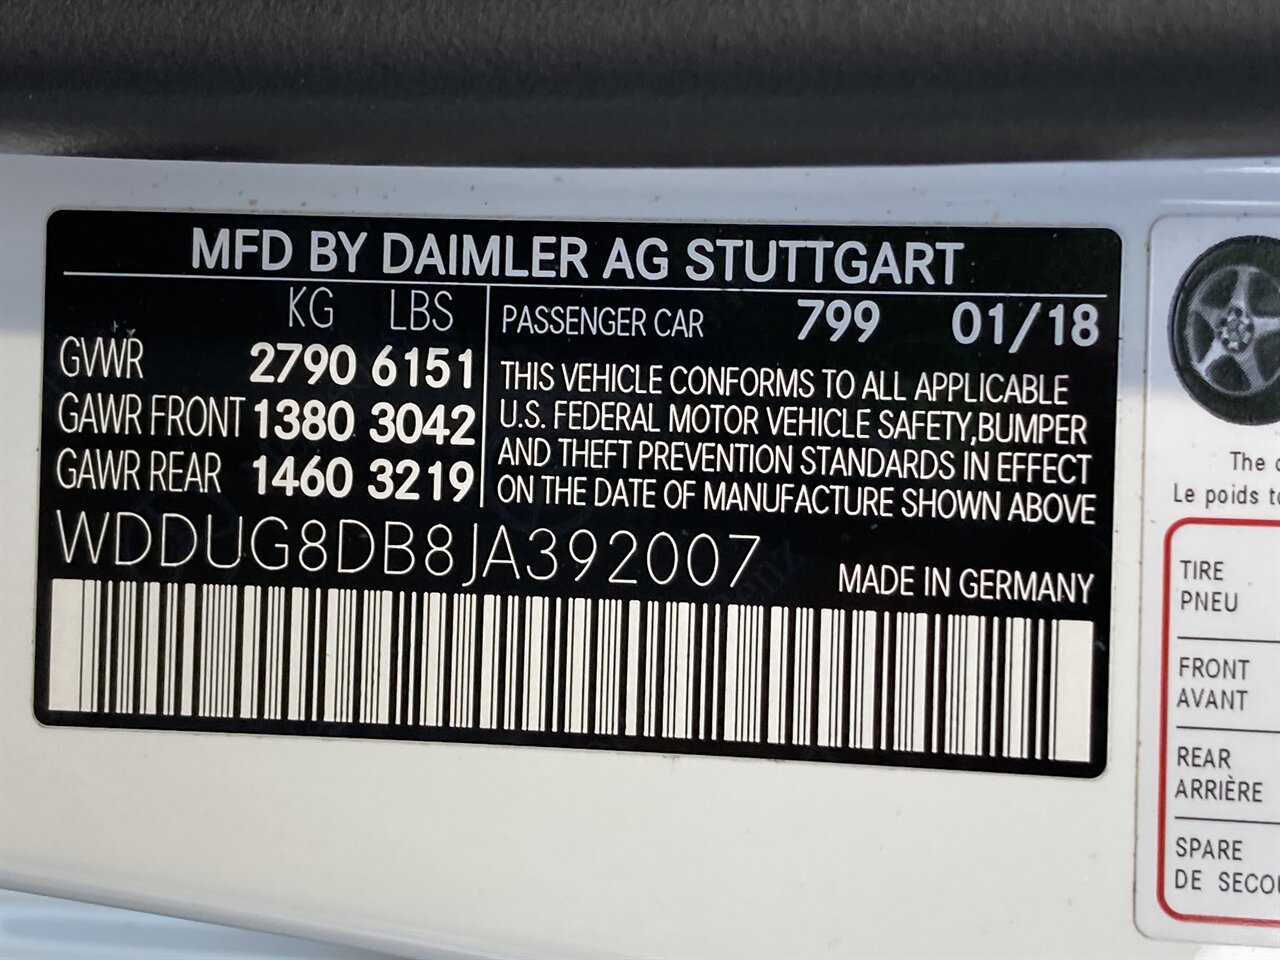 MFD BY DAIMLER AG STUTTGART
KG LBS
GVWR 2790 6151
GAWR FRONT 1380 3042
GAWR REAR 1460 3219
PASSENGER CAR 799 01/18
THIS VEHICLE CONFORMS TO ALL APPLICABLE
U.S. FEDERAL MOTOR VEHICLE SAFETY,BUMPER
AND THEFT PREVENTION STANDARDS IN EFFECT
ON THE DATE OF MANUFACTURE SHOWN ABOVE
WDDUG8DB8JA392007
MADE IN GERMANY
The
Le poids
TIRE
PNEU
FRONT
AVANT
REAR
ARRIÈRE
SPARE
DE